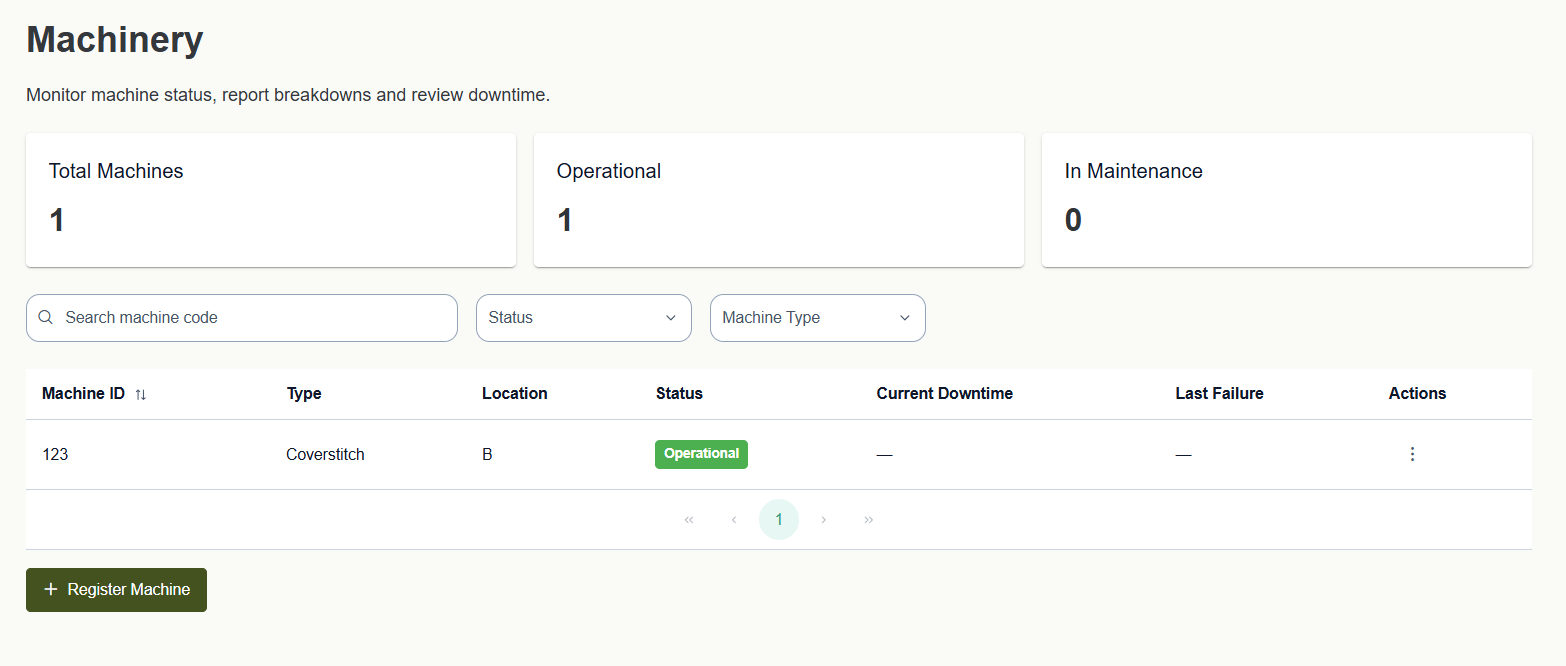 Machinery
Monitor machine status, report breakdowns and review downtime.
Total Machines
1
Operational
1
In Maintenance
0
Search machine code
Status
Machine Type
Machine ID Type Location Status Current Downtime Last Failure Actions
123 Coverstitch B Operational — —
« ‹ 1 › »
+ Register Machine